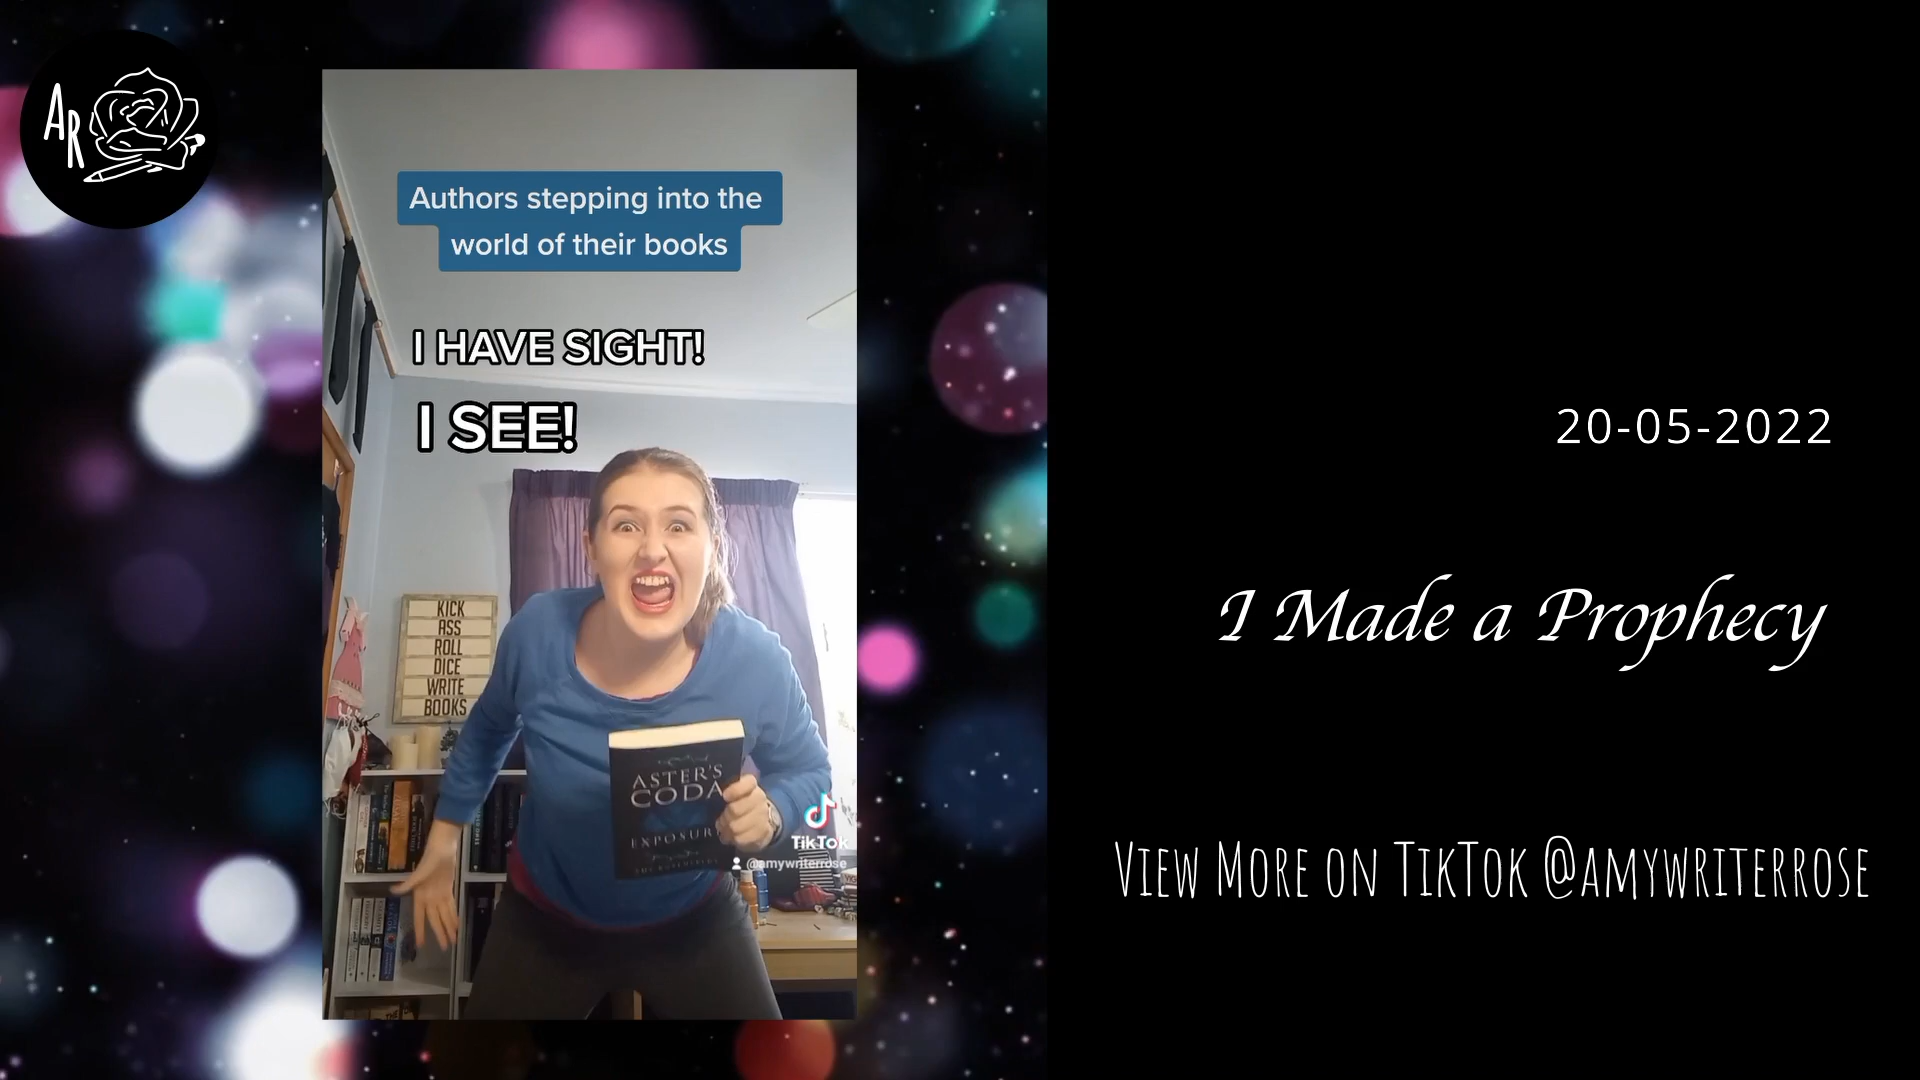 AR
Authors stepping into the
world of their books
I HAVE SIGHT!
I SEE!
KICK
ASS
ROLL
DICE
WRITE
BOOKS
ASTER'S
CODA
EXPOSUR
TikTok
@amywriterrose
20-05-2022
I Made a Prophecy
VIEW MORE ON TIKTOK @AMYWRITERROSE